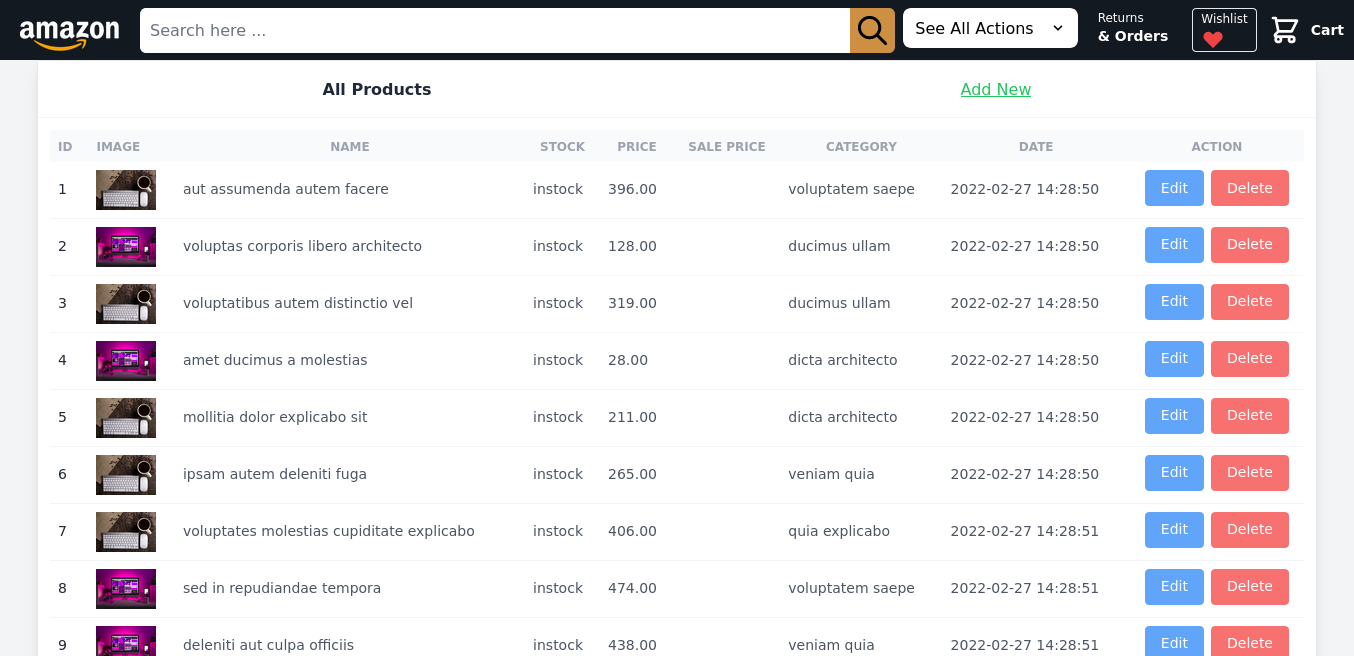 amazon
Search here ...
See All Actions
Returns
& Orders
Wishlist
Cart
All Products
Add New
ID IMAGE NAME STOCK PRICE SALE PRICE CATEGORY DATE ACTION
1 aut assumenda autem facere instock 396.00 voluptatem saepe 2022-02-27 14:28:50 Edit Delete
2 voluptas corporis libero architecto instock 128.00 ducimus ullam 2022-02-27 14:28:50 Edit Delete
3 voluptatibus autem distinctio vel instock 319.00 ducimus ullam 2022-02-27 14:28:50 Edit Delete
4 amet ducimus a molestias instock 28.00 dicta architecto 2022-02-27 14:28:50 Edit Delete
5 mollitia dolor explicabo sit instock 211.00 dicta architecto 2022-02-27 14:28:50 Edit Delete
6 ipsam autem deleniti fuga instock 265.00 veniam quia 2022-02-27 14:28:50 Edit Delete
7 voluptates molestias cupiditate explicabo instock 406.00 quia explicabo 2022-02-27 14:28:51 Edit Delete
8 sed in repudiandae tempora instock 474.00 voluptatem saepe 2022-02-27 14:28:51 Edit Delete
9 deleniti aut culpa officiis instock 438.00 veniam quia 2022-02-27 14:28:51 Edit Delete